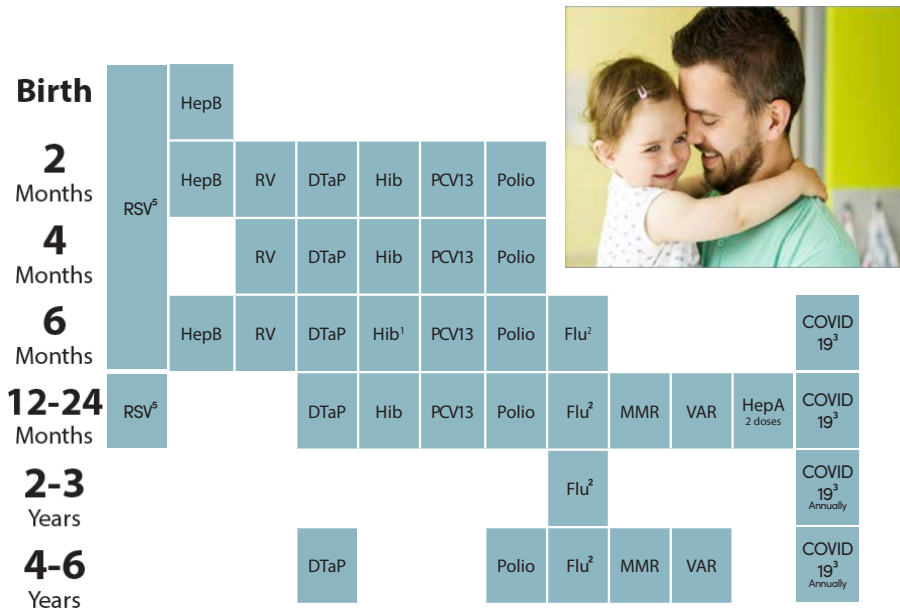 Birth
HepB
2
Months
RSV⁵
HepB RV DTaP Hib PCV13 Polio
4
Months
RV DTaP Hib PCV13 Polio
6
Months
HepB RV DTaP Hib¹ PCV13 Polio Flu² COVID
19³
12-24
Months
RSV⁵ DTaP Hib PCV13 Polio Flu² MMR VAR HepA
2 doses
COVID
19³
2-3
Years
Flu² COVID
19³
Annually
4-6
Years
DTaP Polio Flu² MMR VAR COVID
19³
Annually